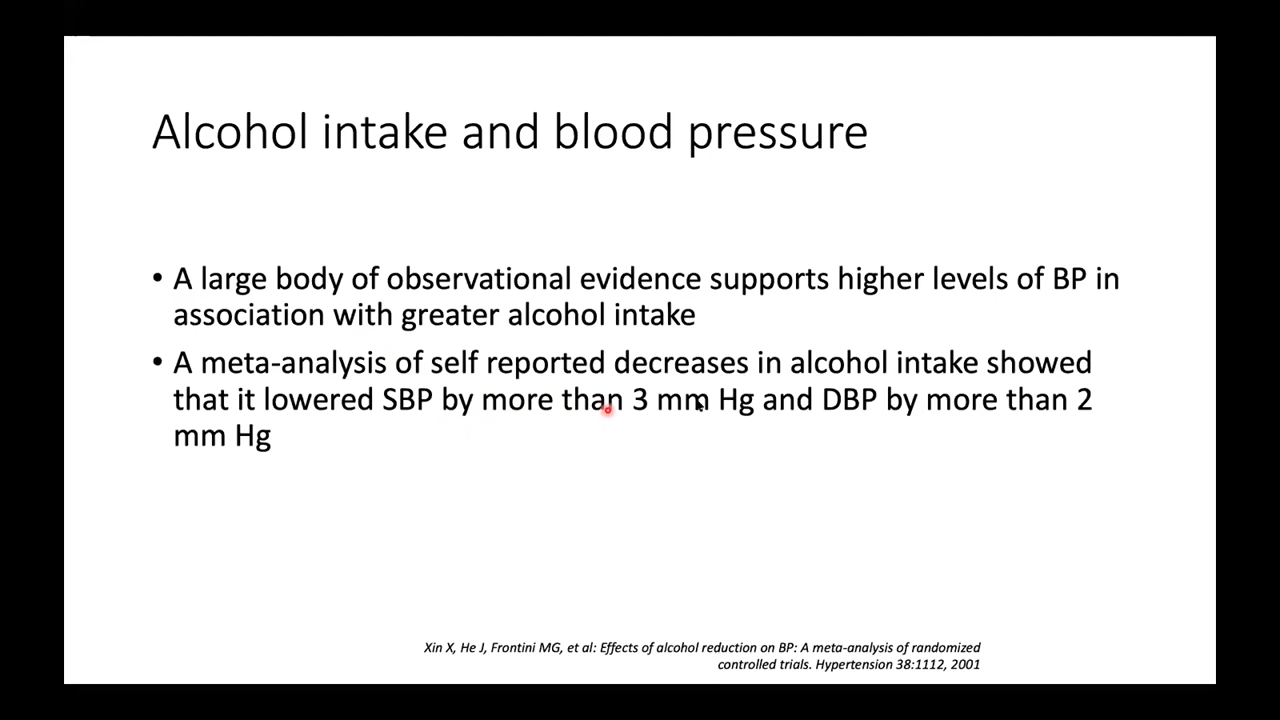 Alcohol intake and blood pressure
• A large body of observational evidence supports higher levels of BP in
association with greater alcohol intake
• A meta-analysis of self reported decreases in alcohol intake showed
that it lowered SBP by more than 3 mm Hg and DBP by more than 2
mm Hg
Xin X, He J, Frontini MG, et al: Effects of alcohol reduction on BP: A meta-analysis of randomized
controlled trials. Hypertension 38:1112, 2001